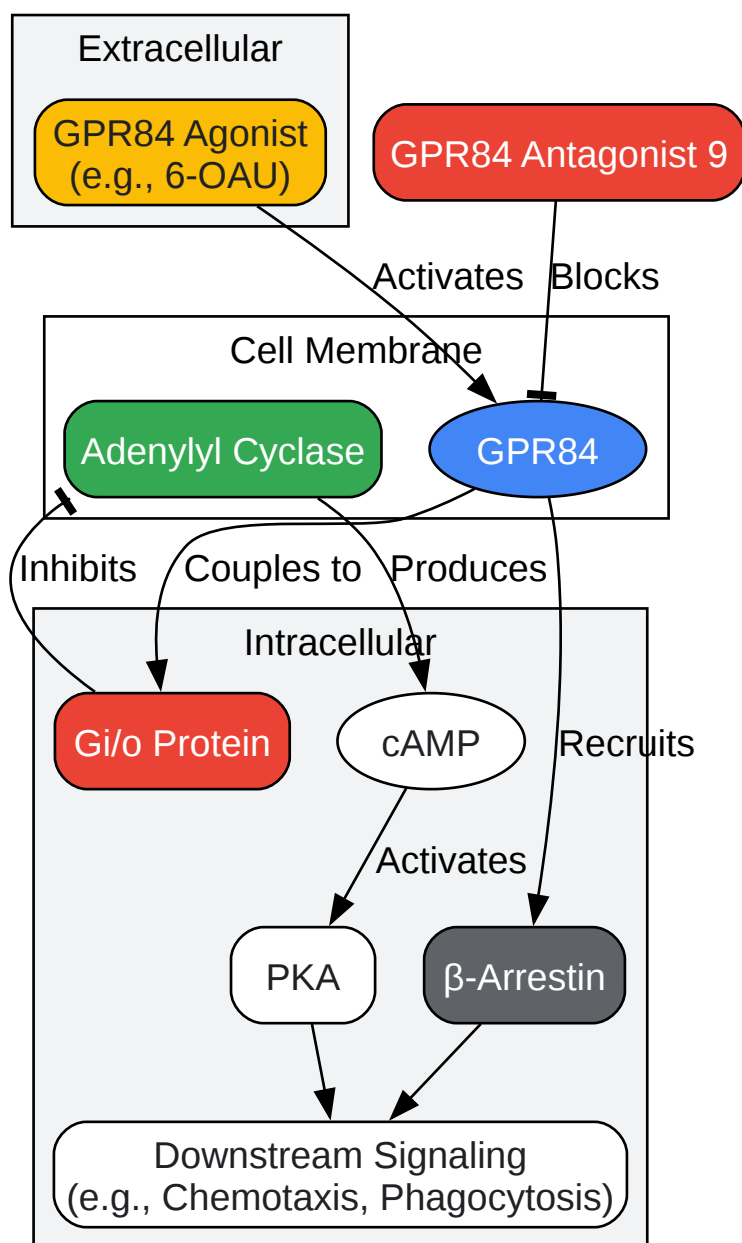 Extracellular
GPR84 Agonist
(e.g., 6-OAU)
GPR84 Antagonist 9
Activates
Blocks
Cell Membrane
Adenylyl Cyclase
GPR84
Inhibits
Couples to
Produces
Intracellular
Gi/o Protein
cAMP
Recruits
Activates
PKA
β-Arrestin
Downstream Signaling
(e.g., Chemotaxis, Phagocytosis)